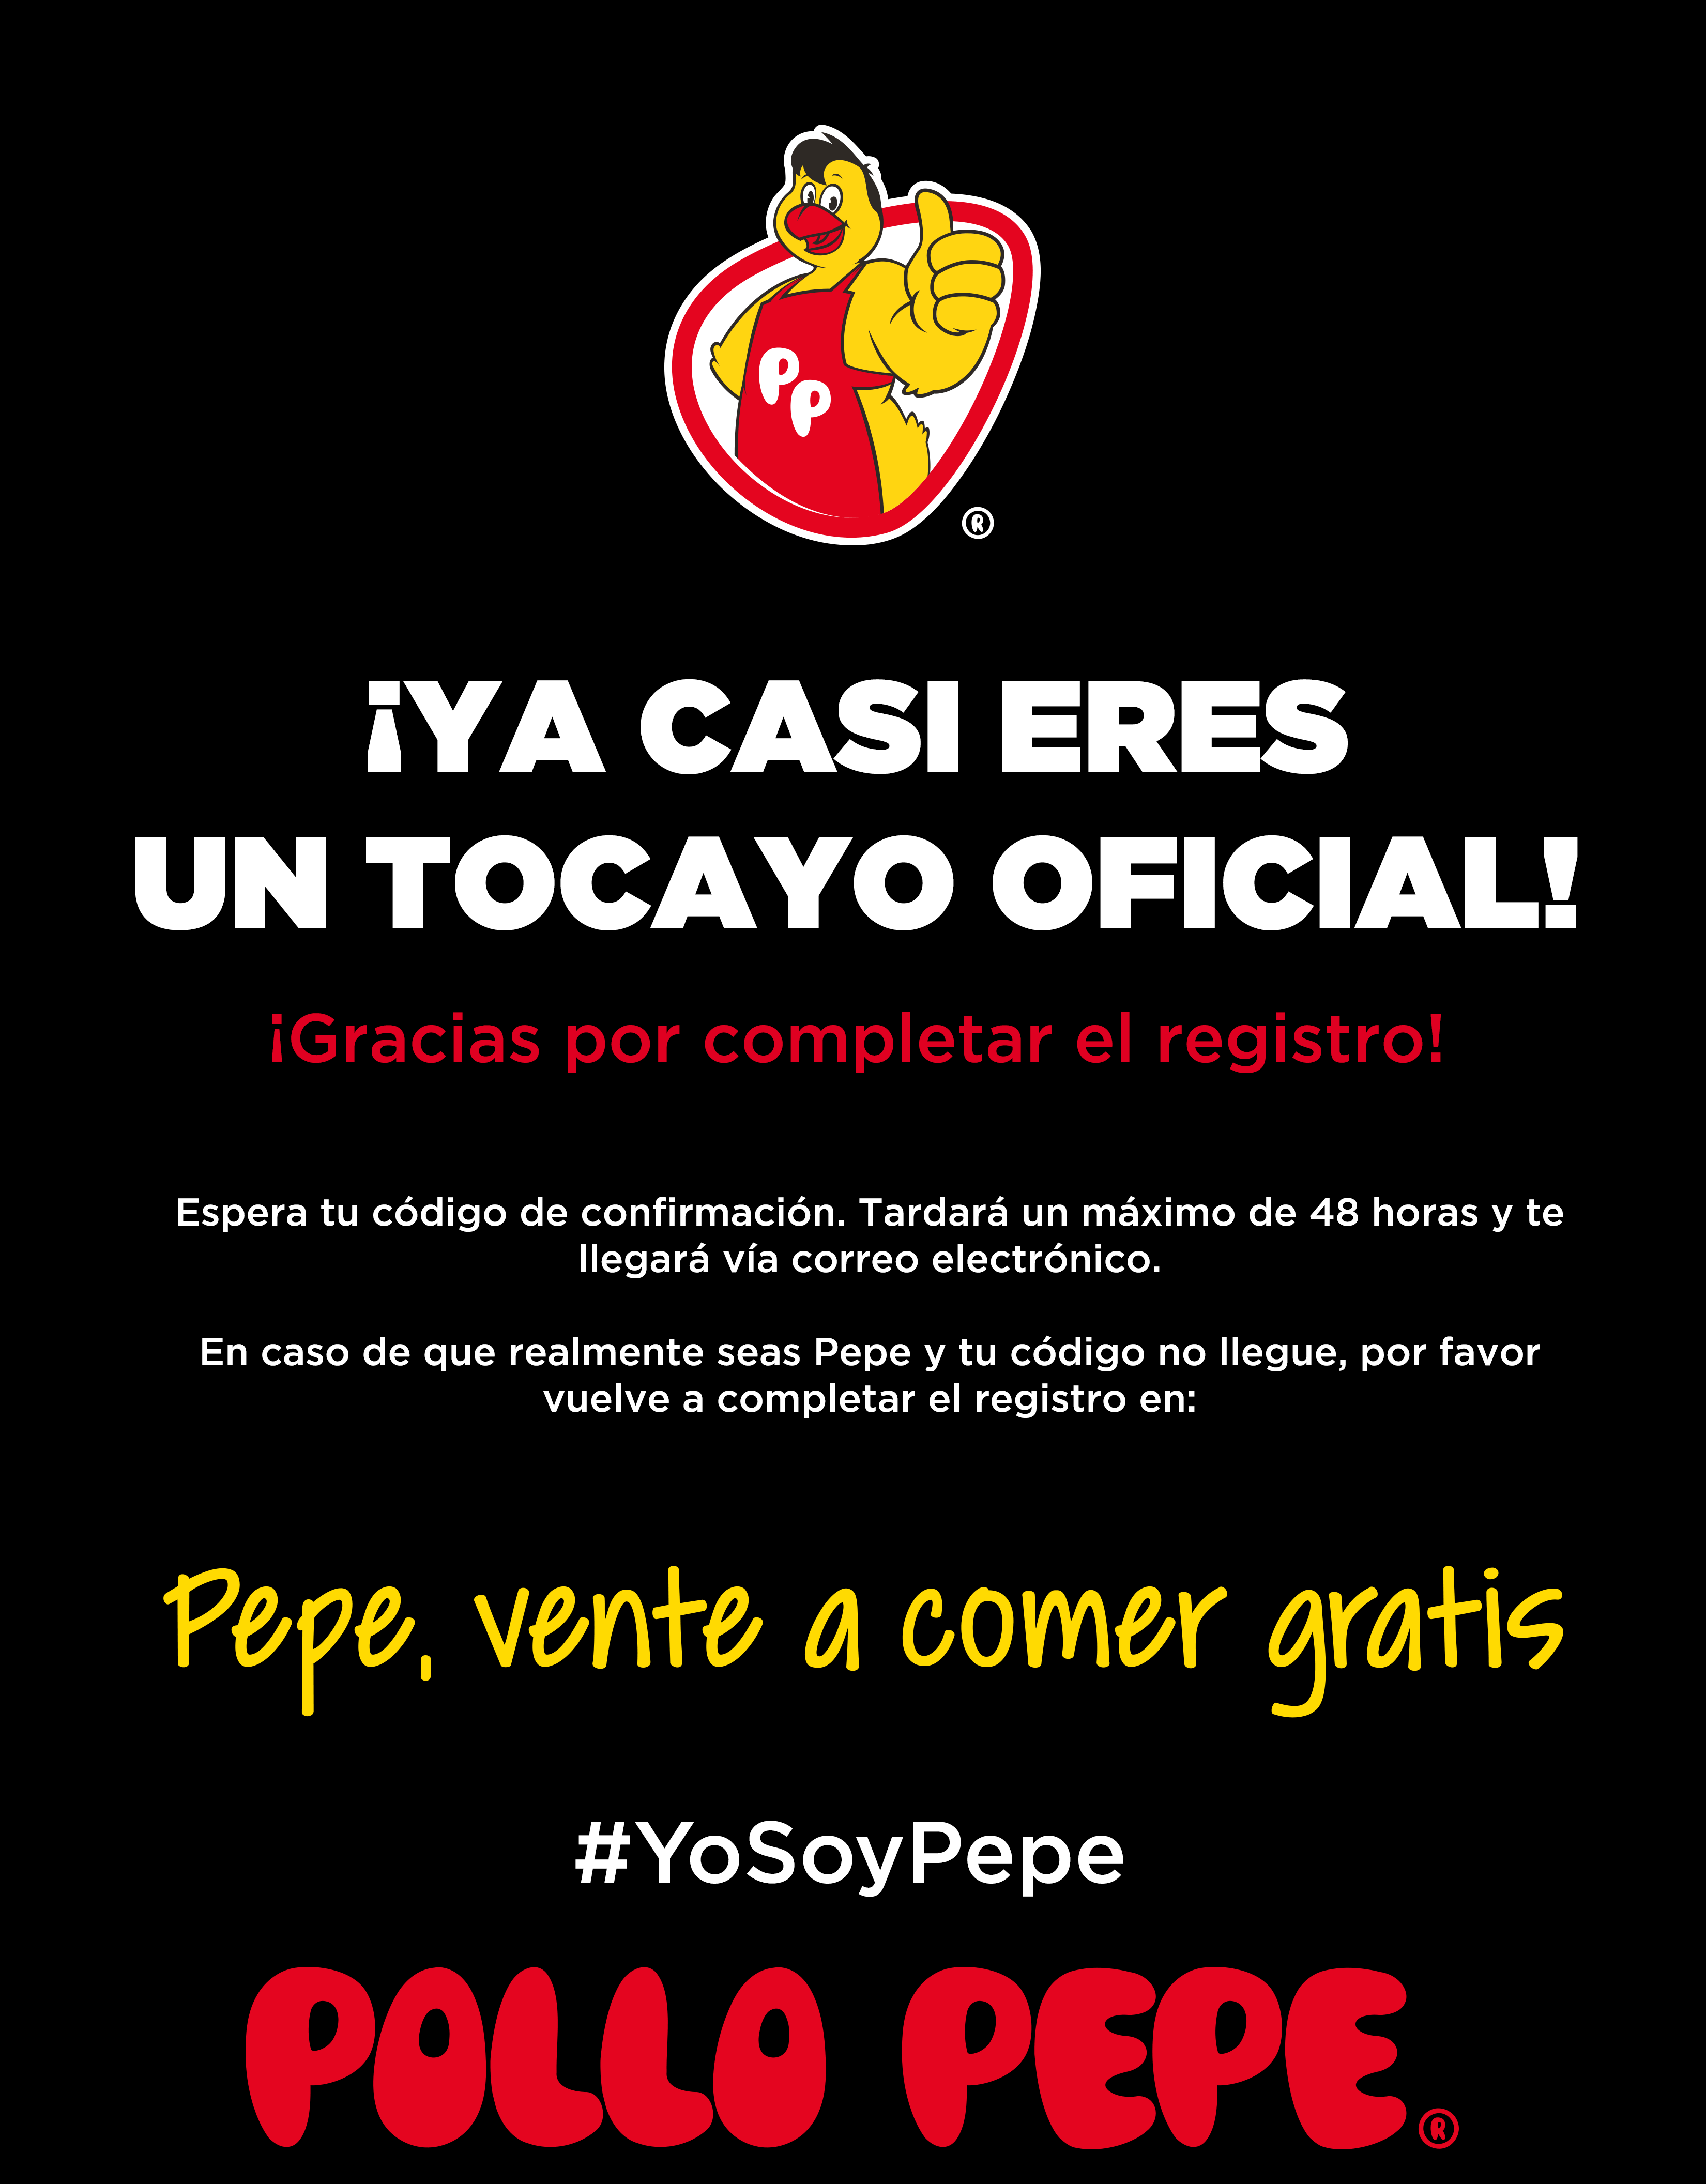 PP
®
¡YA CASI ERES
UN TOCAYO OFICIAL!
¡Gracias por completar el registro!
Espera tu código de confirmación. Tardará un máximo de 48 horas y te
llegará vía correo electrónico.
En caso de que realmente seas Pepe y tu código no llegue, por favor
vuelve a completar el registro en:
Pepe, vente a comer gratis
#YoSoyPepe
POLLO PEPE®